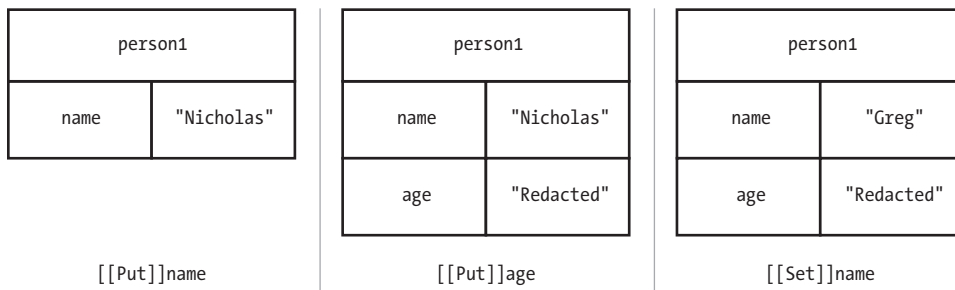 person1
name "Nicholas"
[[Put]]name
person1
name "Nicholas"
age "Redacted"
[[Put]]age
person1
name "Greg"
age "Redacted"
[[Set]]name